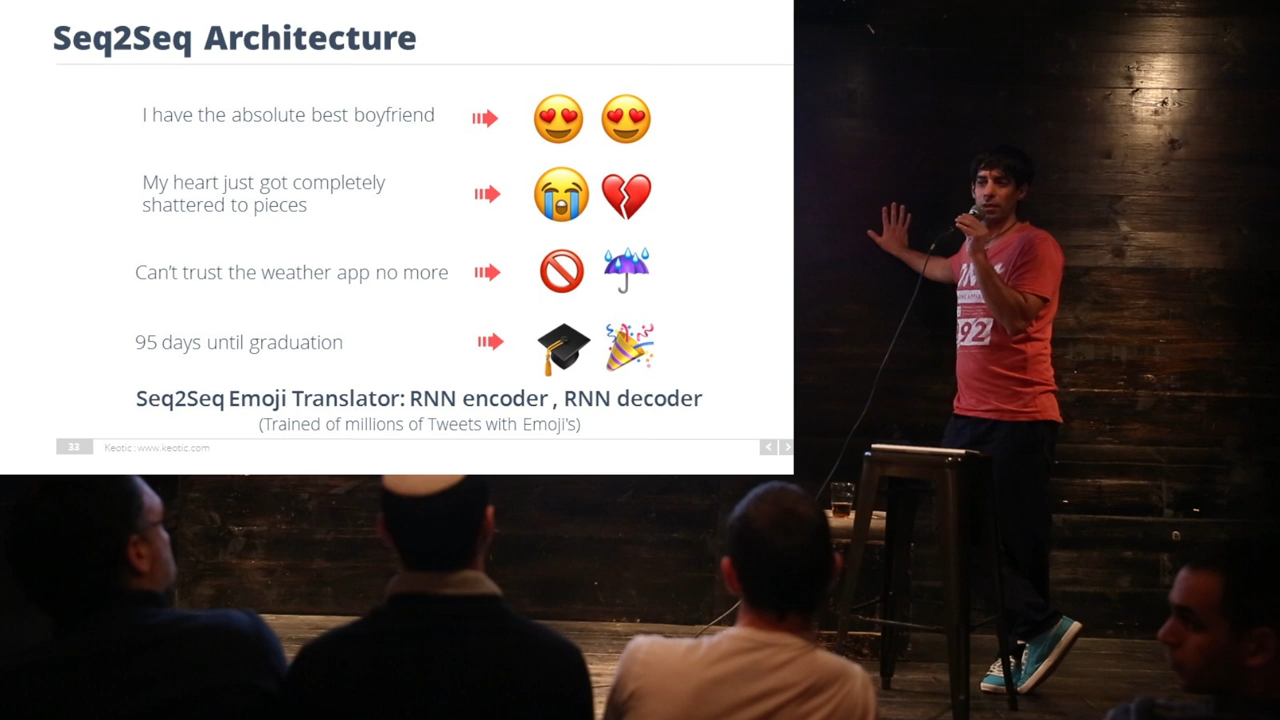 Seq2Seq Architecture
I have the absolute best boyfriend
My heart just got completely
shattered to pieces
Can't trust the weather app no more
95 days until graduation
Seq2Seq Emoji Translator: RNN encoder , RNN decoder
(Trained of millions of Tweets with Emoji's)
33
Keotic : www.keotic.com
92